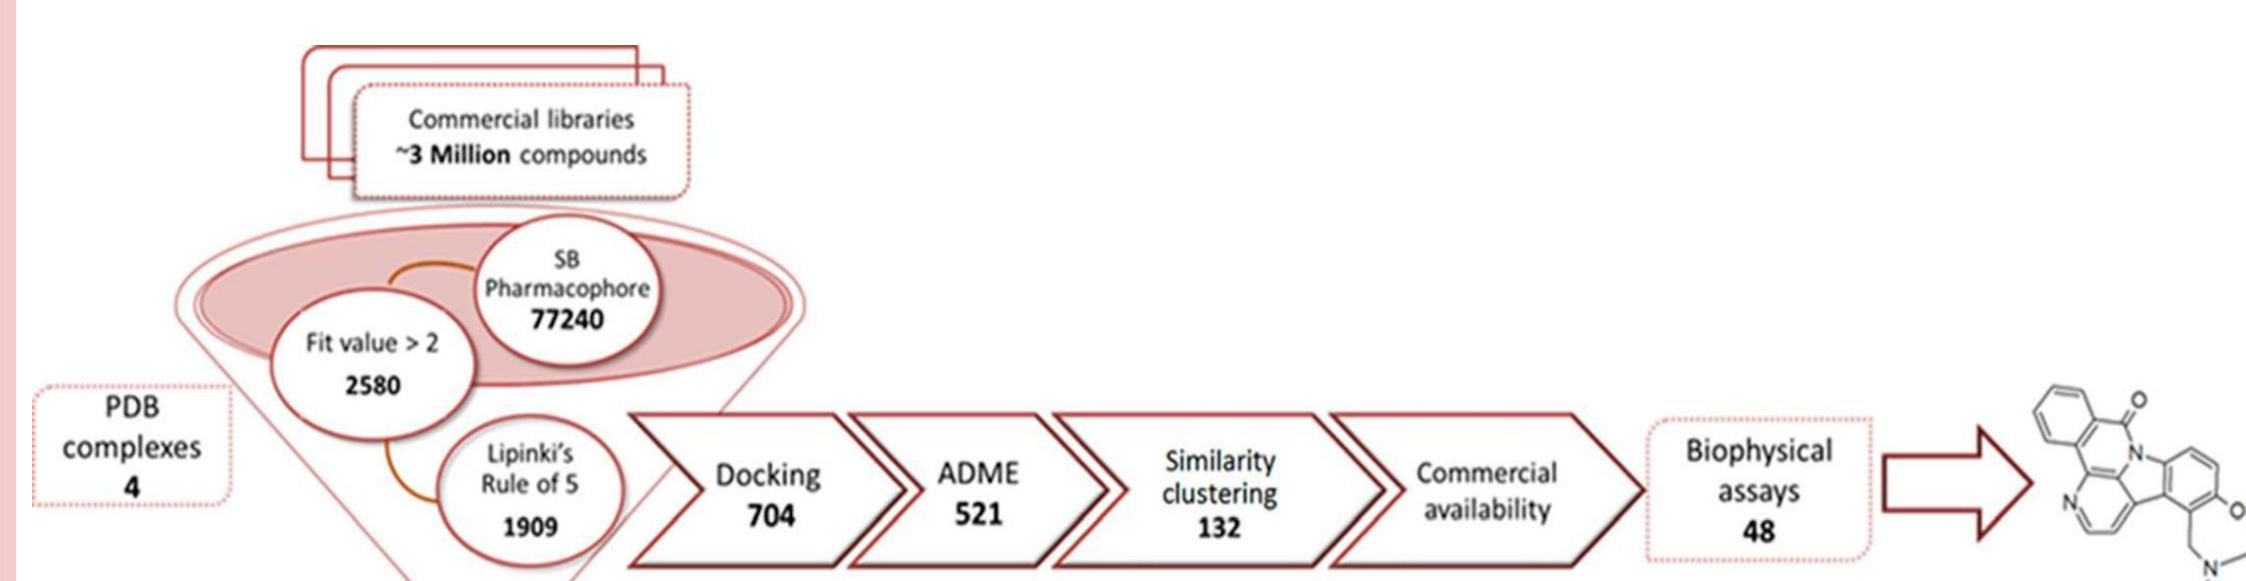 Commercial libraries
~3 Million compounds
SB
Pharmacophore
77240
Fit value > 2
2580
PDB
complexes
4
Lipinki's
Rule of 5
1909
Docking
704
ADME
521
Similarity
clustering
132
Commercial
availability
Biophysical
assays
48
O
N
N
O
N